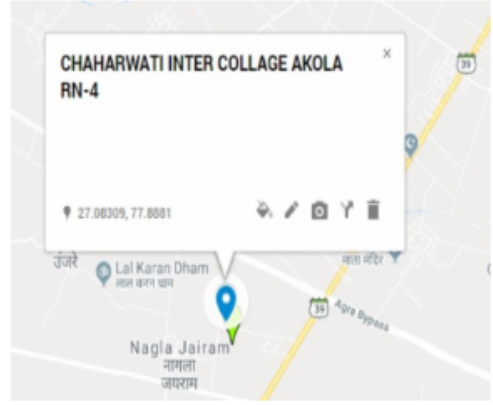 CHAHARWATI INTER COLLAGE AKOLA
RN-4
×
39
27.08309, 77.8881
उंजरे
Lal Karan Dham
लाल करन धाम
माता मंदिर
39
Agra Bypass
Nagla Jairam
नागला
जयराम